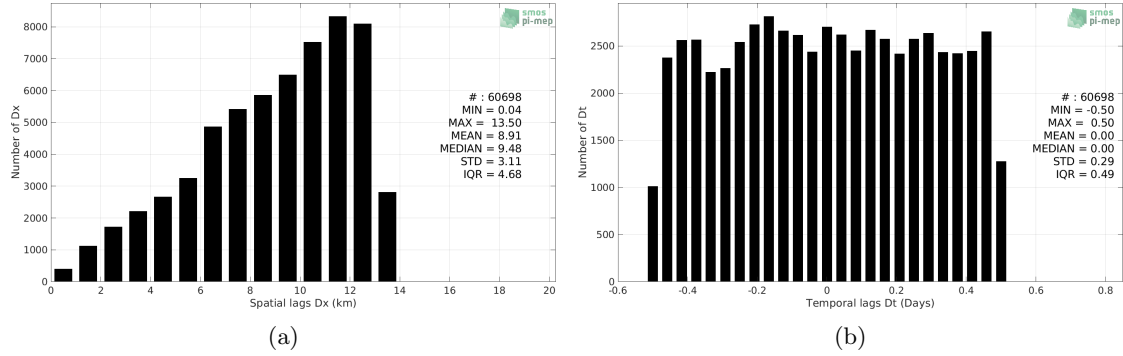 8000
7000
6000
5000
4000
3000
2000
1000
0
Number of Dx
0 2 4 6 8 10 12 14 16 18 20
Spatial lags Dx (km)
smos
pi-mep
# : 60698
MIN = 0.04
MAX = 13.50
MEAN = 8.91
MEDIAN = 9.48
STD = 3.11
IQR = 4.68
(a)
2500
2000
1500
1000
500
0
Number of Dt
-0.6 -0.4 -0.2 0 0.2 0.4 0.6 0.8
Temporal lags Dt (Days)
smos
pi-mep
# : 60698
MIN = -0.50
MAX = 0.50
MEAN = 0.00
MEDIAN = 0.00
STD = 0.29
IQR = 0.49
(b)